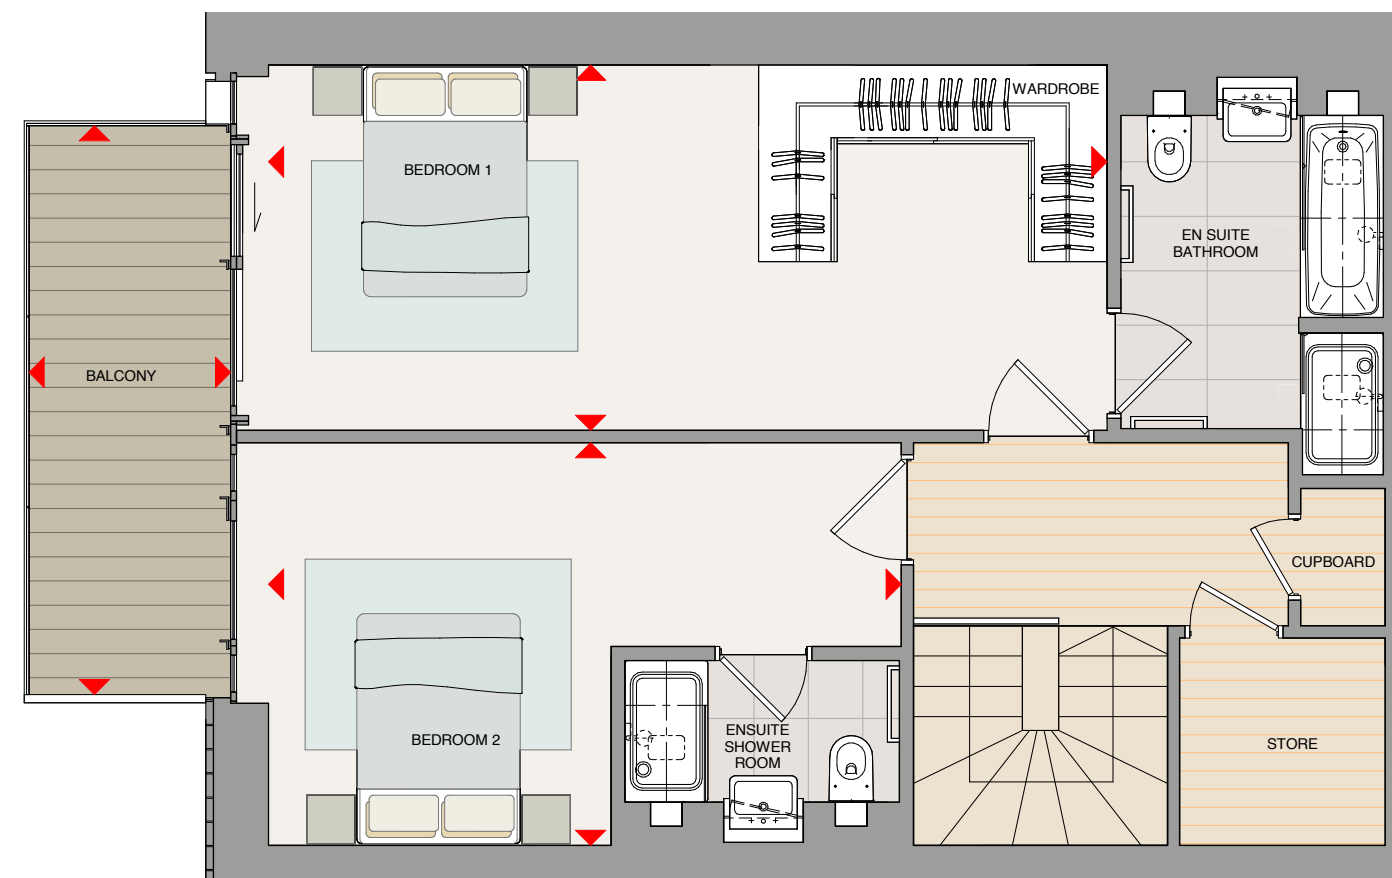 WARDROBE
BEDROOM 1
EN SUITE
BATHROOM
BALCONY
CUPBOARD
BEDROOM 2
ENSUITE
SHOWER
ROOM
STORE